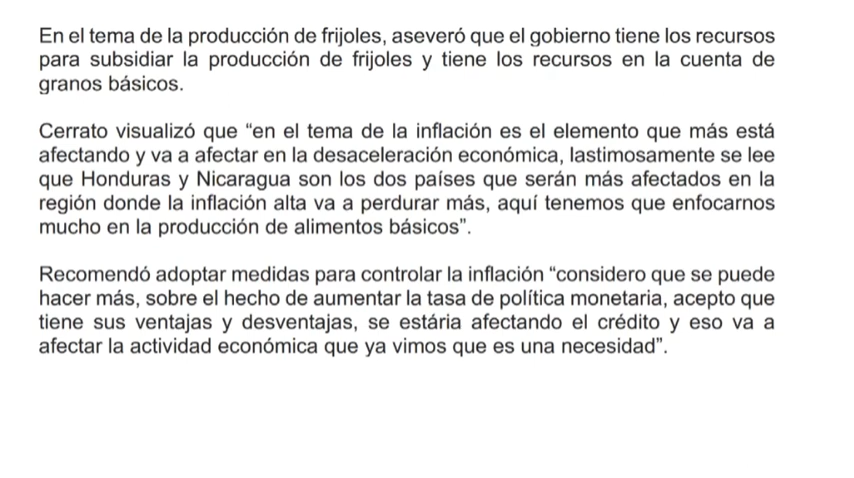 En el tema de la producción de frijoles, aseveró que el gobierno tiene los recursos
para subsidiar la producción de frijoles y tiene los recursos en la cuenta de
granos básicos.
Cerrato visualizó que “en el tema de la inflación es el elemento que más está
afectando y va a afectar en la desaceleración económica, lastimosamente se lee
que Honduras y Nicaragua son los dos países que serán más afectados en la
región donde la inflación alta va a perdurar más, aquí tenemos que enfocarnos
mucho en la producción de alimentos básicos”.
Recomendó adoptar medidas para controlar la inflación “considero que se puede
hacer más, sobre el hecho de aumentar la tasa de política monetaria, acepto que
tiene sus ventajas y desventajas, se estária afectando el crédito y eso va a
afectar la actividad económica que ya vimos que es una necesidad”.